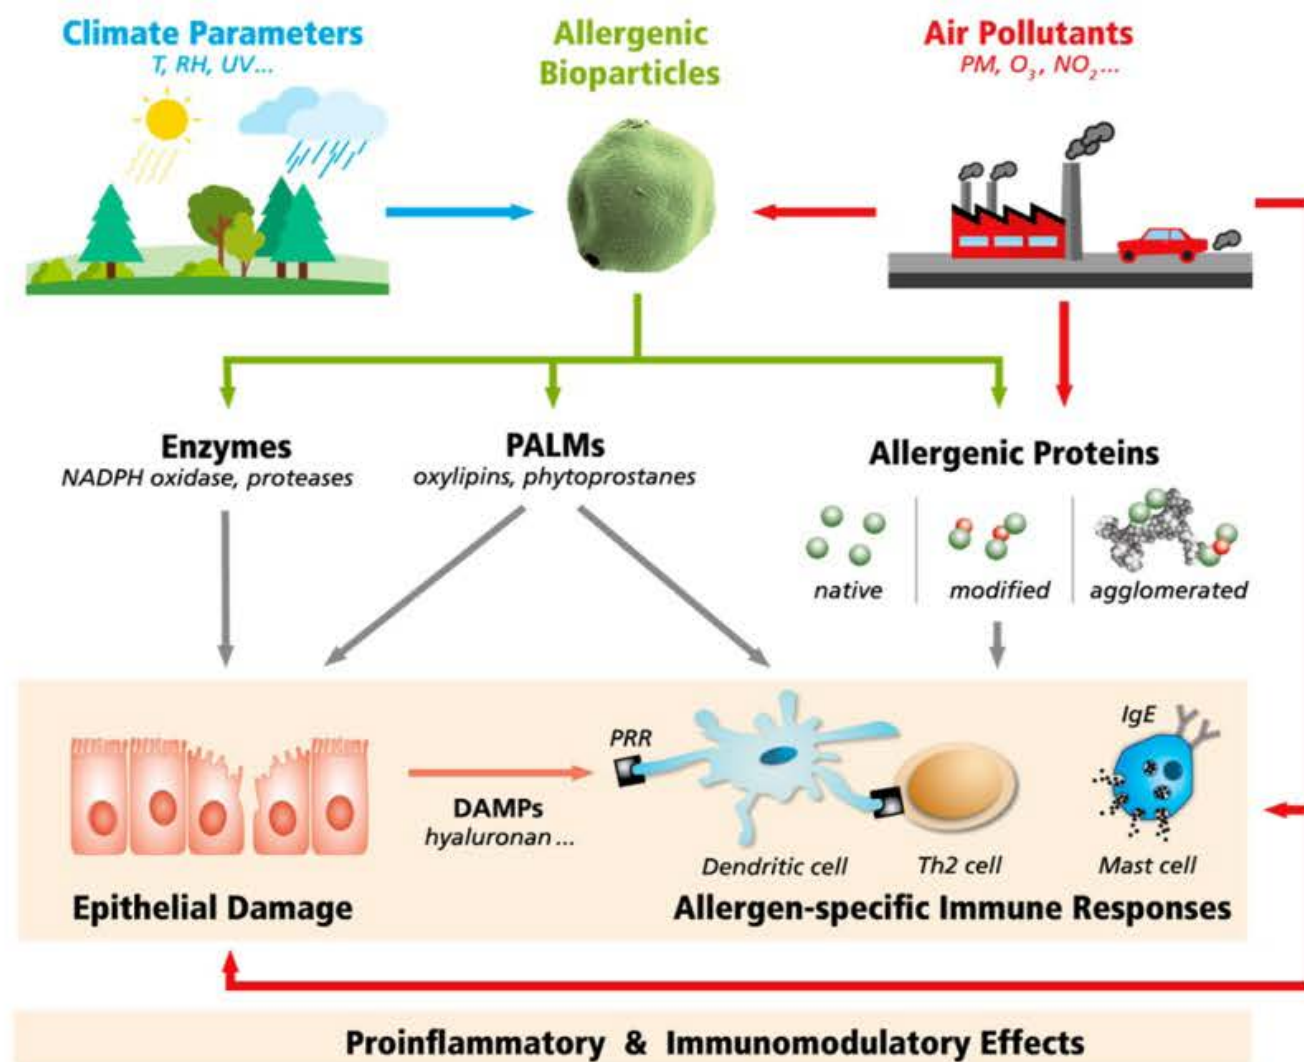 Climate Parameters
T, RH, UV...
Allergenic
Bioparticles
Air Pollutants
PM, O₃, NO₂...
Enzymes
NADPH oxidase, proteases
PALMs
oxylipins, phytoprostanes
Allergenic Proteins
native
modified
agglomerated
PRR
IgE
DAMPs
hyaluronan ...
Dendritic cell
Th2 cell
Mast cell
Epithelial Damage
Allergen-specific Immune Responses
Proinflammatory & Immunomodulatory Effects